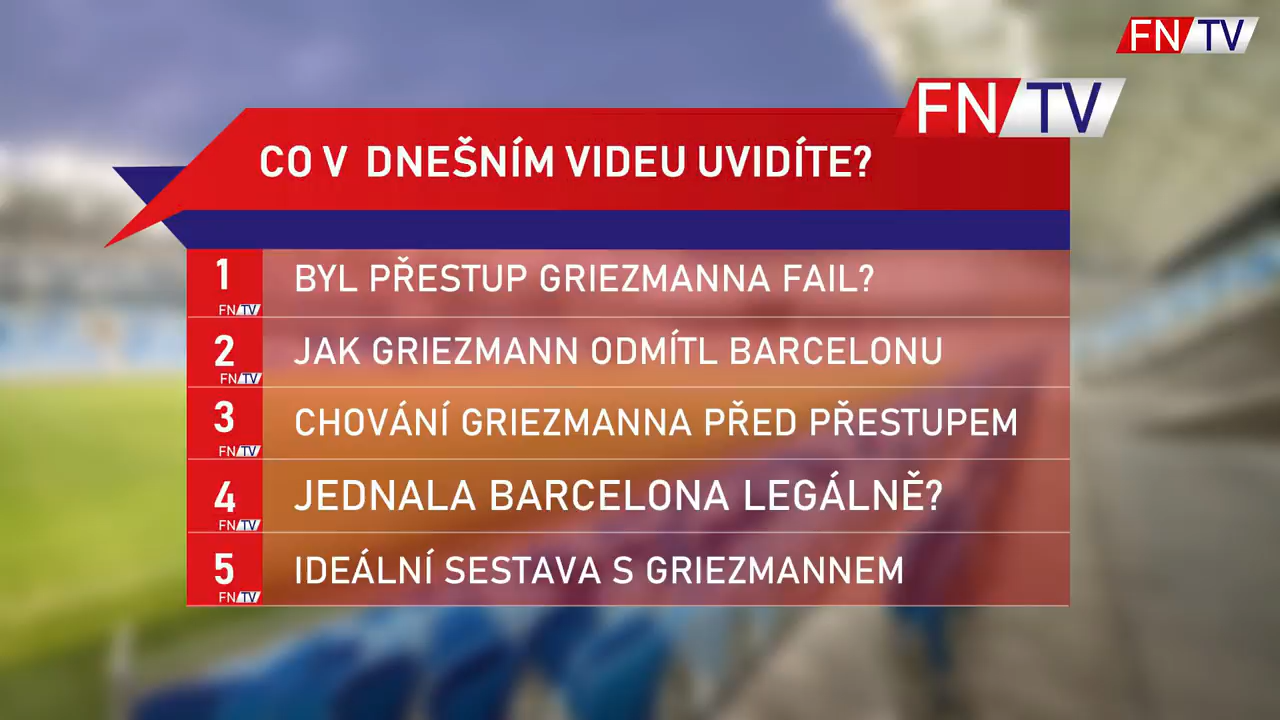 FN TV
FN TV
CO V DNEŠNÍM VIDEU UVIDÍTE?
1 BYL PŘESTUP GRIEZMANNA FAIL?
FN TV
2 JAK GRIEZMANN ODMÍTL BARCELONU
FN TV
3 CHOVÁNÍ GRIEZMANNA PŘED PŘESTUPEM
FN TV
4 JEDNALA BARCELONA LEGÁLNĚ?
FN TV
5 IDEÁLNÍ SESTAVA S GRIEZMANNEM
FN TV